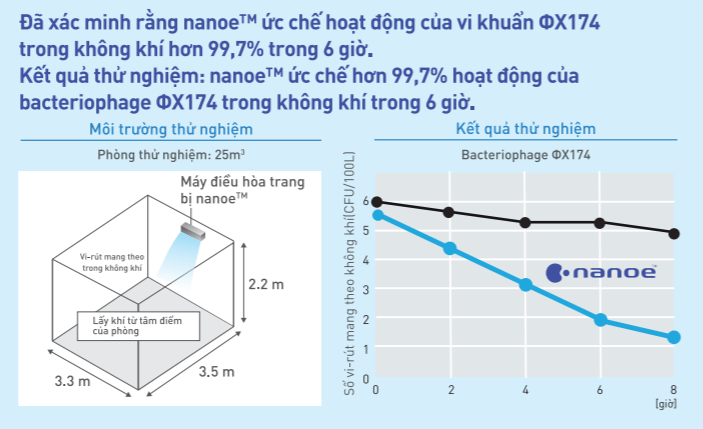 Đã xác minh rằng nanoe™ ức chế hoạt động của vi khuẩn ΦX174
trong không khí hơn 99,7% trong 6 giờ.
Kết quả thử nghiệm: nanoe™ ức chế hơn 99,7% hoạt động của
bacteriophage ΦX174 trong không khí trong 6 giờ.
Môi trường thử nghiệm
Phòng thử nghiệm: 25m³
Máy điều hòa trang
bị nanoe™
Vi-rút mang theo
trong không khí
2.2 m
Lấy khí từ tâm điểm
của phòng
3.3 m
3.5 m
Kết quả thử nghiệm
Bacteriophage ΦX174
Số vi-rút mang theo không khí(CFU/100L)
6
5
4
3
2
1
0
nanoe™
0 2 4 6 8
[giờ]